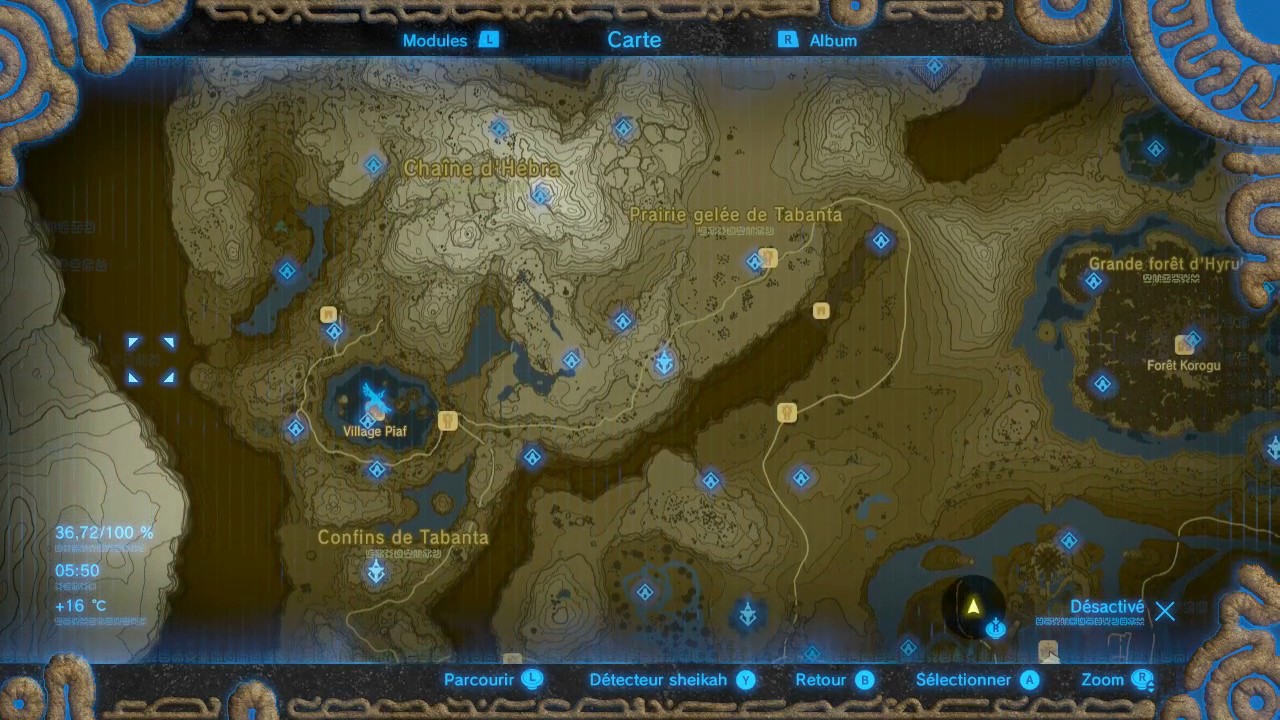 Modules L
Carte
R Album
Chaîne d'Hébra
Prairie gelée de Tabanta
Grande forêt d'Hyru
Forêt Korogu
Village Piaf
Confins de Tabanta
36,72/100 %
05:50
+16 °C
Désactivé
Parcourir L
Détecteur sheikah Y
Retour B
Sélectionner A
Zoom R